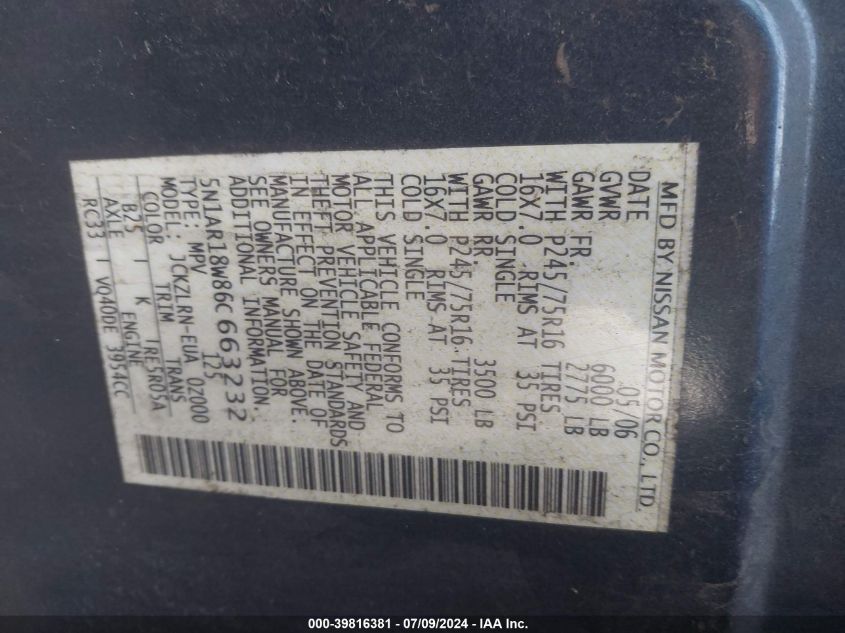 MFD BY NISSAN MOTOR CO., LTD.
DATE 05/06
GVWR 6000 LB
GAWR FR. 2775 LB
WITH P245/75R16 TIRES
16X7.0 RIMS AT 35 PSI
COLD SINGLE
GAWR RR. 3500 LB
WITH P245/75R16 TIRES
16X7.0 RIMS AT 35 PSI
COLD SINGLE
THIS VEHICLE CONFORMS TO
ALL APPLICABLE FEDERAL
MOTOR VEHICLE SAFETY AND
THEFT PREVENTION STANDARDS
IN EFFECT ON THE DATE OF
MANUFACTURE SHOWN ABOVE.
SEE OWNERS MANUAL FOR
ADDITIONAL INFORMATION.
5N1AR18W86C663232
TYPE: MPV 125
MODEL: JCKZLRN-EUA 02000
COLOR TRIM TRANS
B25 | K TRE5R05A
AXLE ENGINE
RC33 | VQ40DE 3954CC
000-39816381 - 07/09/2024 - IAA Inc.